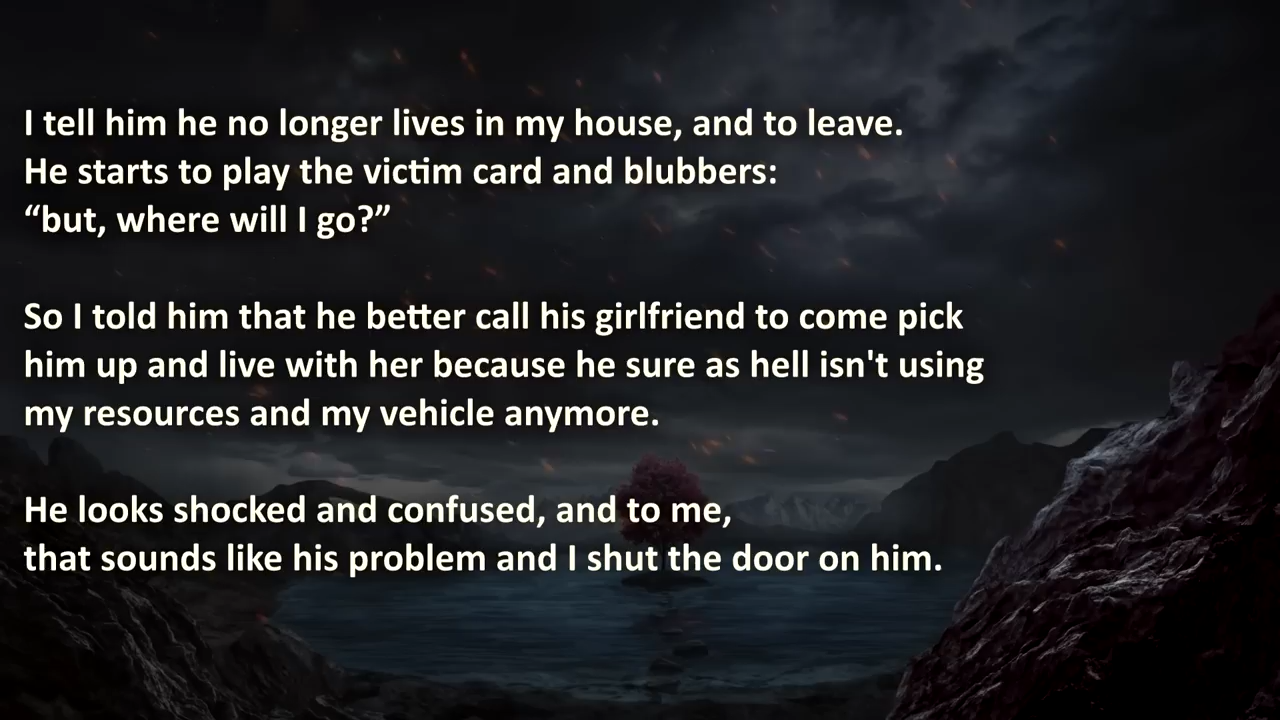 I tell him he no longer lives in my house, and to leave.
He starts to play the victim card and blubbers:
“but, where will I go?”
So I told him that he better call his girlfriend to come pick
him up and live with her because he sure as hell isn't using
my resources and my vehicle anymore.
He looks shocked and confused, and to me,
that sounds like his problem and I shut the door on him.